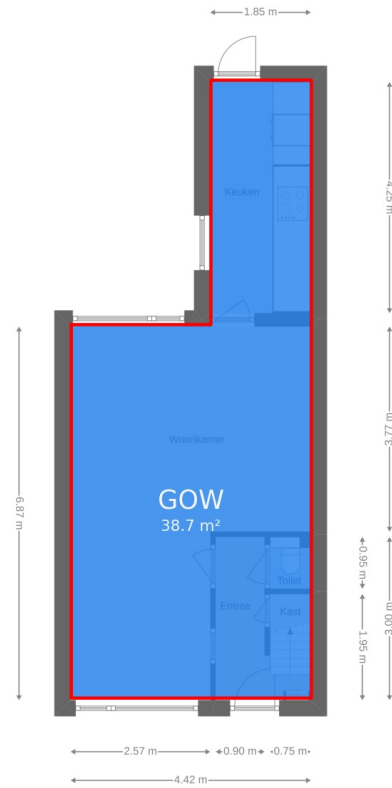 1.85 m
4.25 m
Keuken
Woonkamer
3.77 m
6.87 m
GOW
38.7 m²
0.95 m
Toilet
Entree
Kast
1.95 m
3.00 m
2.57 m
0.90 m
0.75 m
4.42 m